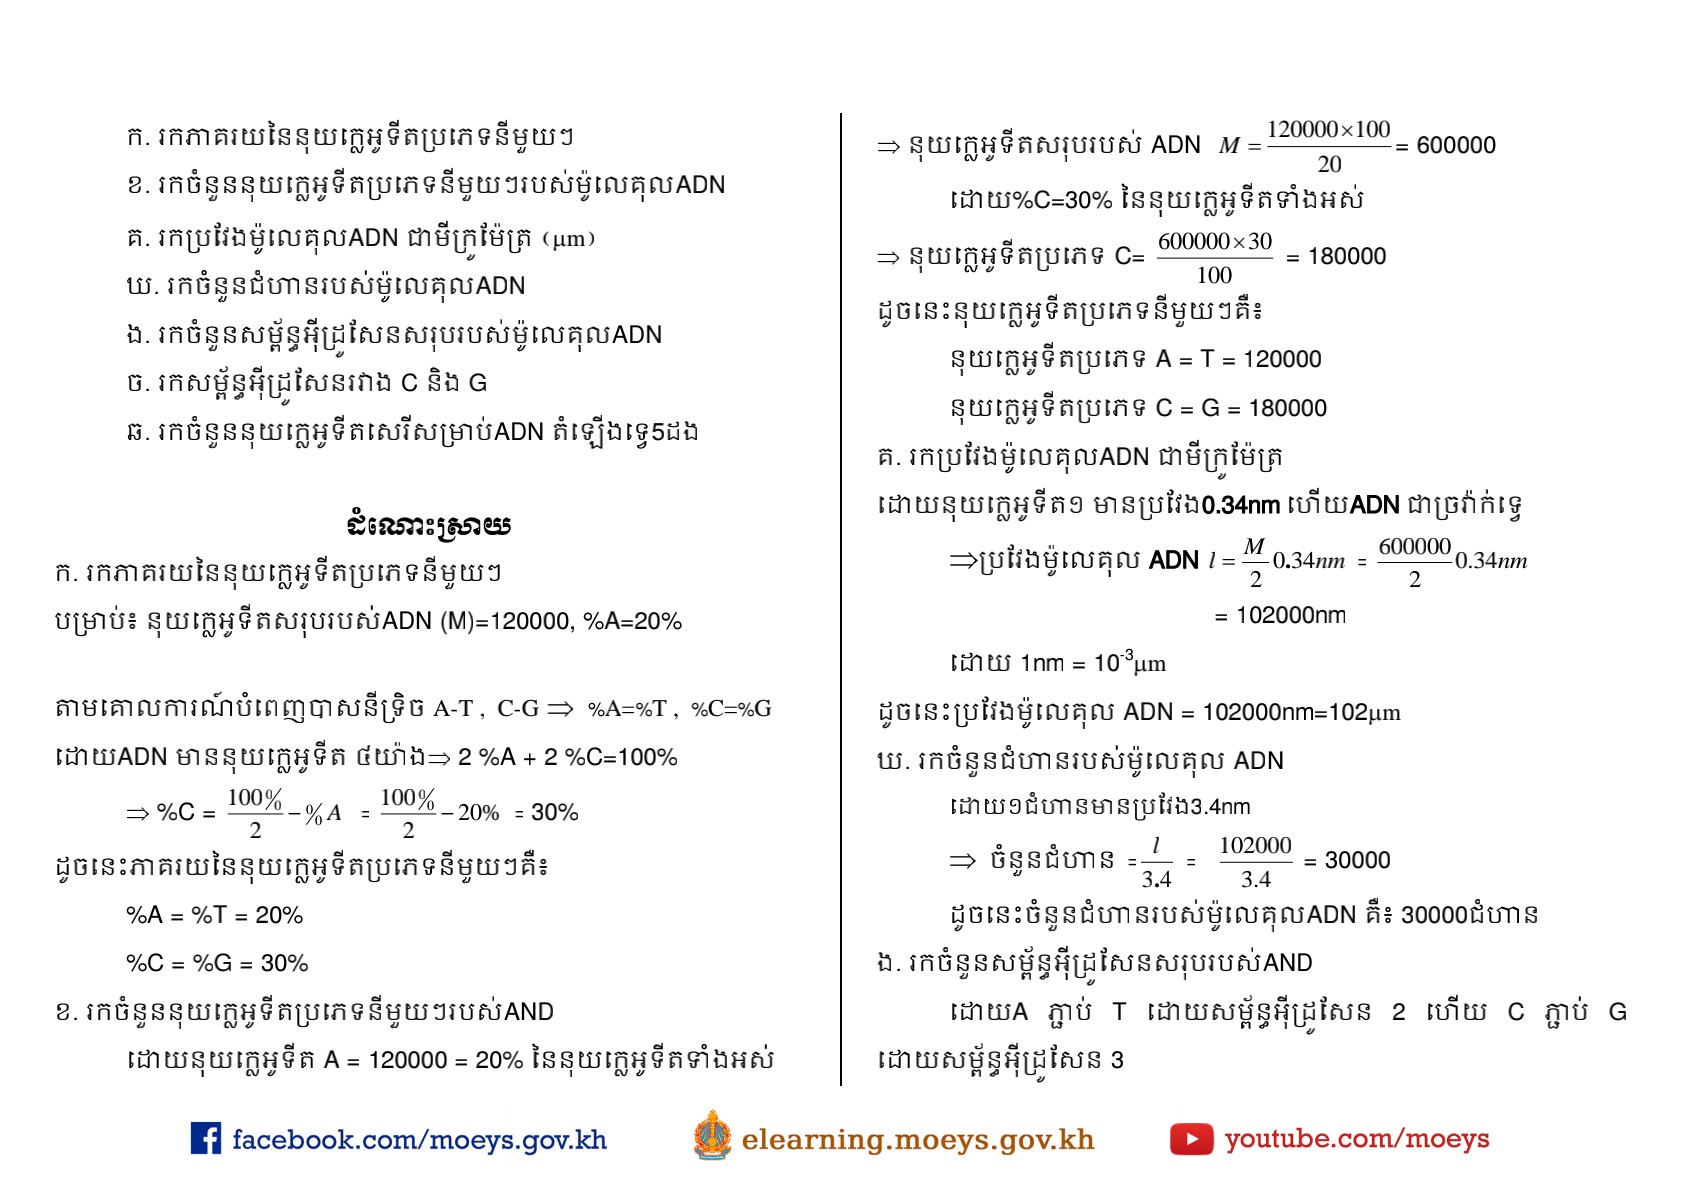 ក. រកភាគរយនៃនុយក្លេអូទីតប្រភេទនីមួយៗ
ខ. រកចំនួននុយក្លេអូទីតប្រភេទនីមួយៗរបស់ម៉ូលេគុលADN
គ. រកប្រវែងម៉ូលេគុលADN ជាមីក្រូម៉ែត្រ (μm)
ឃ. រកចំនួនជំហានរបស់ម៉ូលេគុលADN
ង. រកចំនួនសម្ព័ន្ធអ៊ីដ្រូសែនសរុបរបស់ម៉ូលេគុលADN
ច. រកសម្ព័ន្ធអ៊ីដ្រូសែនរវាង C និង G
ឆ. រកចំនួននុយក្លេអូទីតសេរីសម្រាប់ADN តំឡើងទ្វេ5ដង
ដំណោះស្រាយ
ក. រកភាគរយនៃនុយក្លេអូទីតប្រភេទនីមួយៗ
បម្រាប់៖ នុយក្លេអូទីតសរុបរបស់ADN (M)=120000, %A=20%
តាមគោលការណ៍បំពេញបាសនីទ្រិច A-T , C-G ⇒ %A=%T , %C=%G
ដោយADN មាននុយក្លេអូទីត ៤យ៉ាង⇒ 2 %A + 2 %C=100%
⇒ %C = 100%/2 − %A = 100%/2 − 20% = 30%
ដូចនេះភាគរយនៃនុយក្លេអូទីតប្រភេទនីមួយៗគឺ៖
%A = %T = 20%
%C = %G = 30%
ខ. រកចំនួននុយក្លេអូទីតប្រភេទនីមួយៗរបស់AND
ដោយនុយក្លេអូទីត A = 120000 = 20% នៃនុយក្លេអូទីតទាំងអស់
⇒ នុយក្លេអូទីតសរុបរបស់ ADN M = 120000×100/20 = 600000
ដោយ%C=30% នៃនុយក្លេអូទីតទាំងអស់
⇒ នុយក្លេអូទីតប្រភេទ C= 600000×30/100 = 180000
ដូចនេះនុយក្លេអូទីតប្រភេទនីមួយៗគឺ៖
នុយក្លេអូទីតប្រភេទ A = T = 120000
នុយក្លេអូទីតប្រភេទ C = G = 180000
គ. រកប្រវែងម៉ូលេគុលADN ជាមីក្រូម៉ែត្រ
ដោយនុយក្លេអូទីត១ មានប្រវែង0.34nm ហើយADN ជាច្រវ៉ាក់ទ្វេ
⇒ប្រវែងម៉ូលេគុល ADN l = M/2 0.34nm = 600000/2 0.34nm
= 102000nm
ដោយ 1nm = 10⁻³μm
ដូចនេះប្រវែងម៉ូលេគុល ADN = 102000nm=102μm
ឃ. រកចំនួនជំហានរបស់ម៉ូលេគុល ADN
ដោយ១ជំហានមានប្រវែង3.4nm
⇒ ចំនួនជំហាន = l/3.4 = 102000/3.4 = 30000
ដូចនេះចំនួនជំហានរបស់ម៉ូលេគុលADN គឺ៖ 30000ជំហាន
ង. រកចំនួនសម្ព័ន្ធអ៊ីដ្រូសែនសរុបរបស់AND
ដោយA ភ្ជាប់ T ដោយសម្ព័ន្ធអ៊ីដ្រូសែន 2 ហើយ C ភ្ជាប់ G
ដោយសម្ព័ន្ធអ៊ីដ្រូសែន 3
facebook.com/moeys.gov.kh elearning.moeys.gov.kh youtube.com/moeys